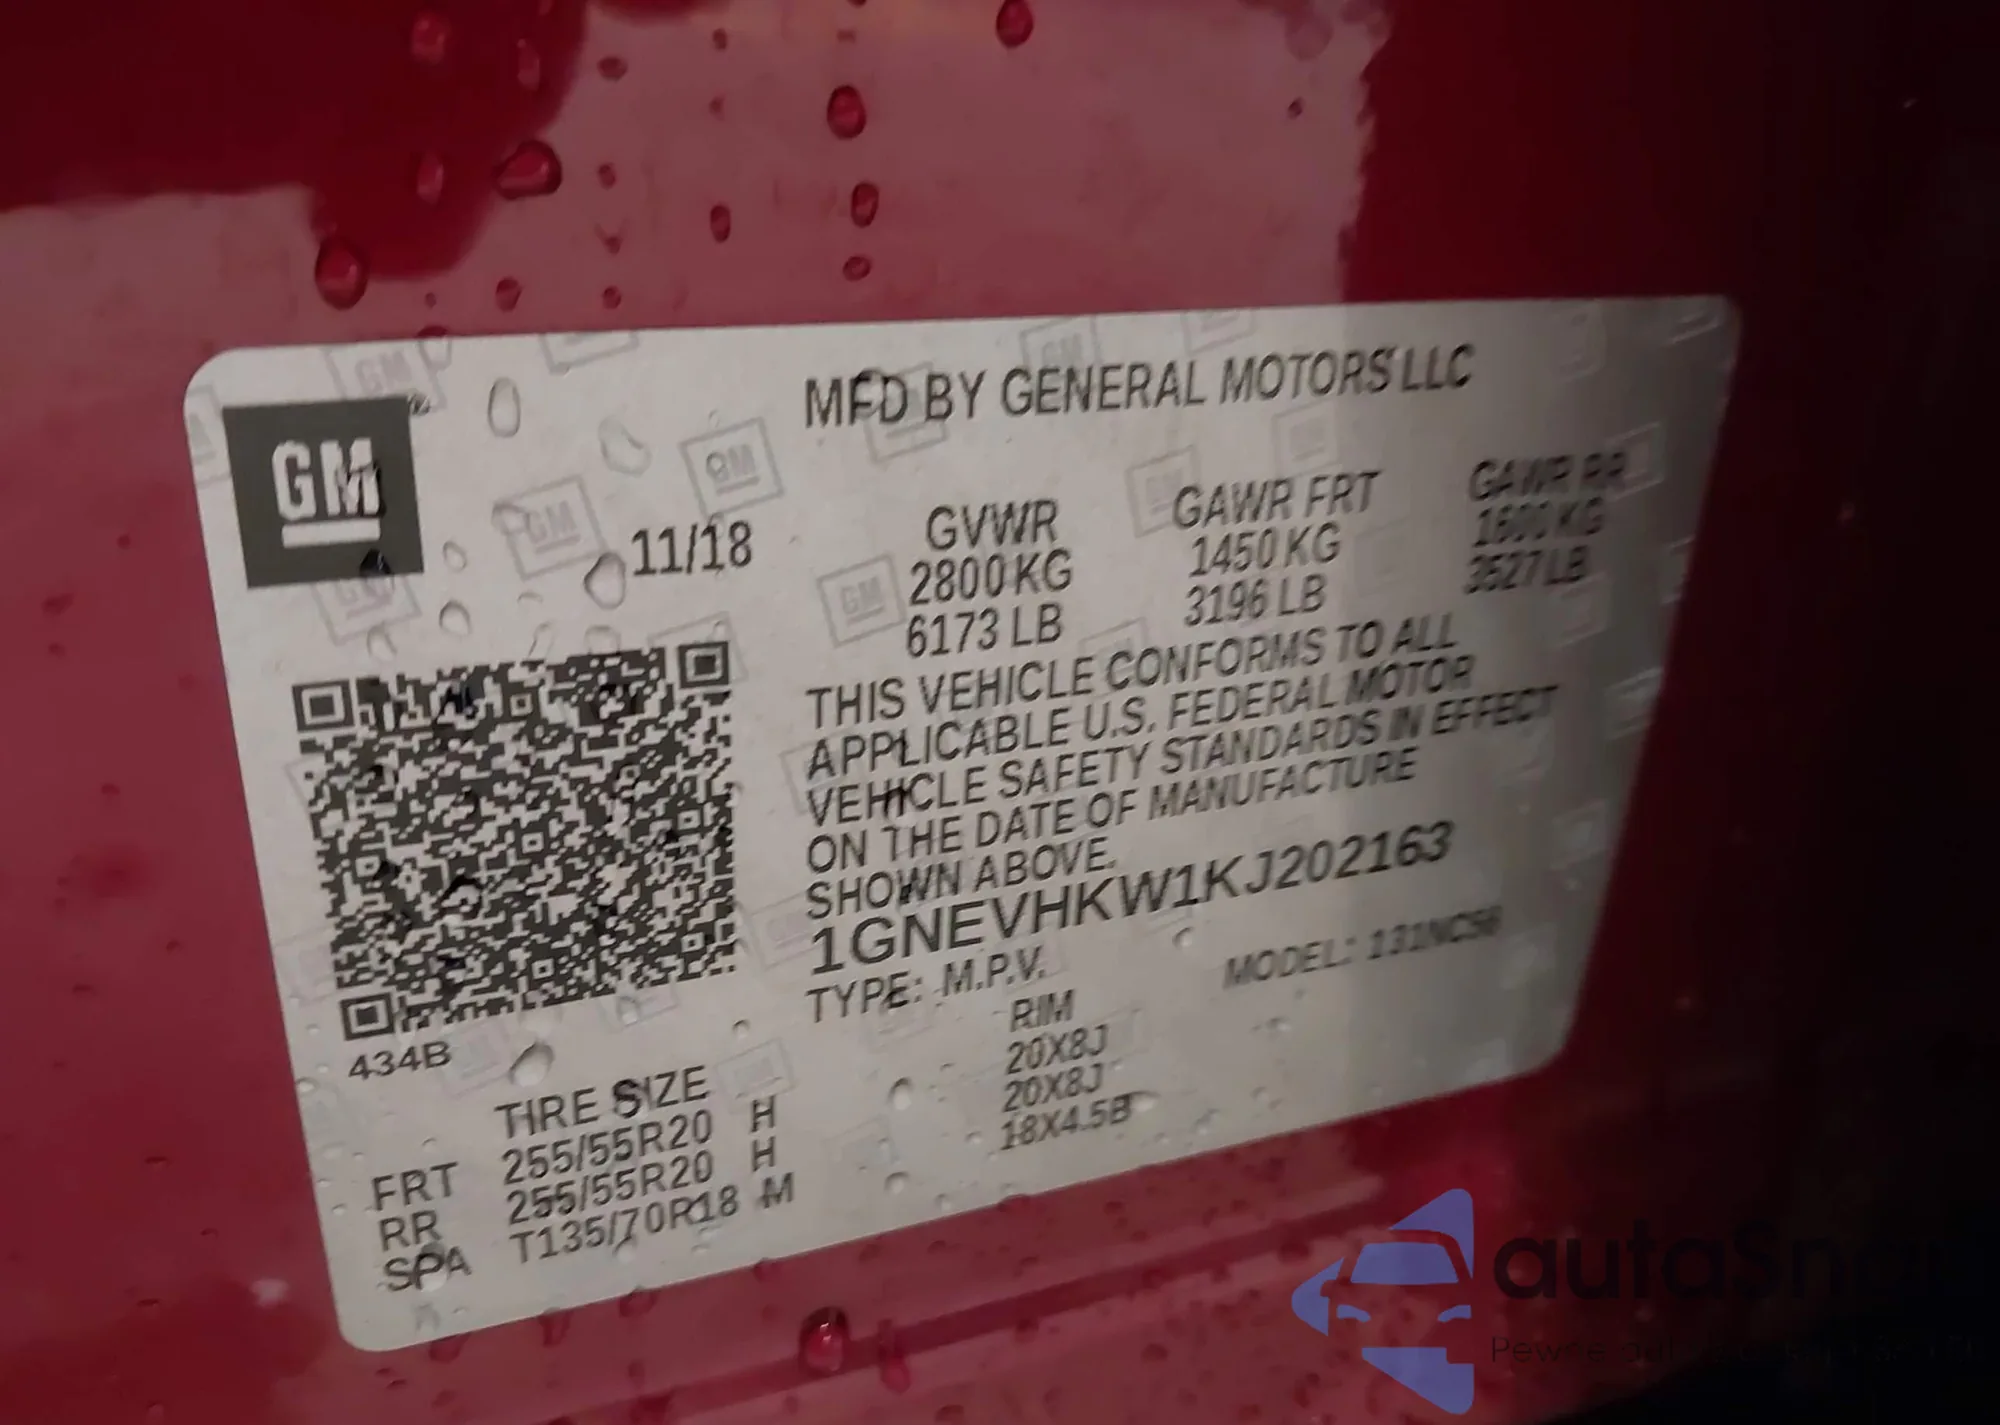 MFD BY GENERAL MOTORS LLC
GM
11/18
GVWR GAWR FRT GAWR RR
2800 KG 1450 KG 1600 KG
6173 LB 3196 LB 3527 LB
THIS VEHICLE CONFORMS TO ALL
APPLICABLE U.S. FEDERAL MOTOR
VEHICLE SAFETY STANDARDS IN EFFECT
ON THE DATE OF MANUFACTURE
SHOWN ABOVE.
1GNEVHKW1KJ202163
TYPE: M.P.V. MODEL: 131NC56
434B
TIRE SIZE RIM
FRT 255/55R20 H 20X8J
RR 255/55R20 H 20X8J
SPA T135/70R18 M 18X4.5B